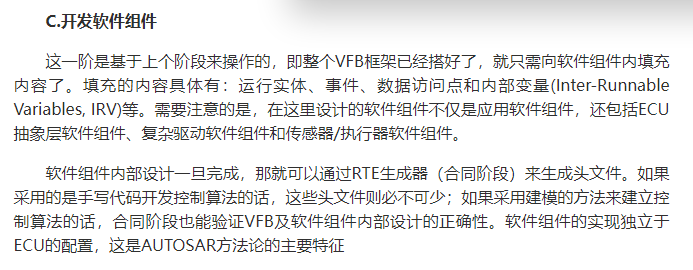 C.开发软件组件
这一阶是基于上个阶段来操作的，即整个VFB框架已经搭好了，就只需向软件组件内填充
内容了。填充的内容具体有：运行实体、事件、数据访问点和内部变量(Inter-Runnable
Variables, IRV)等。需要注意的是，在这里设计的软件组件不仅是应用软件组件，还包括ECU
抽象层软件组件、复杂驱动软件组件和传感器/执行器软件组件。
软件组件内部设计一旦完成，那就可以通过RTE生成器（合同阶段）来生成头文件。如果
采用的是手写代码开发控制算法的话，这些头文件则必不可少；如果采用建模的方法来建立控
制算法的话，合同阶段也能验证VFB及软件组件内部设计的正确性。软件组件的实现独立于
ECU的配置，这是AUTOSAR方法论的主要特征